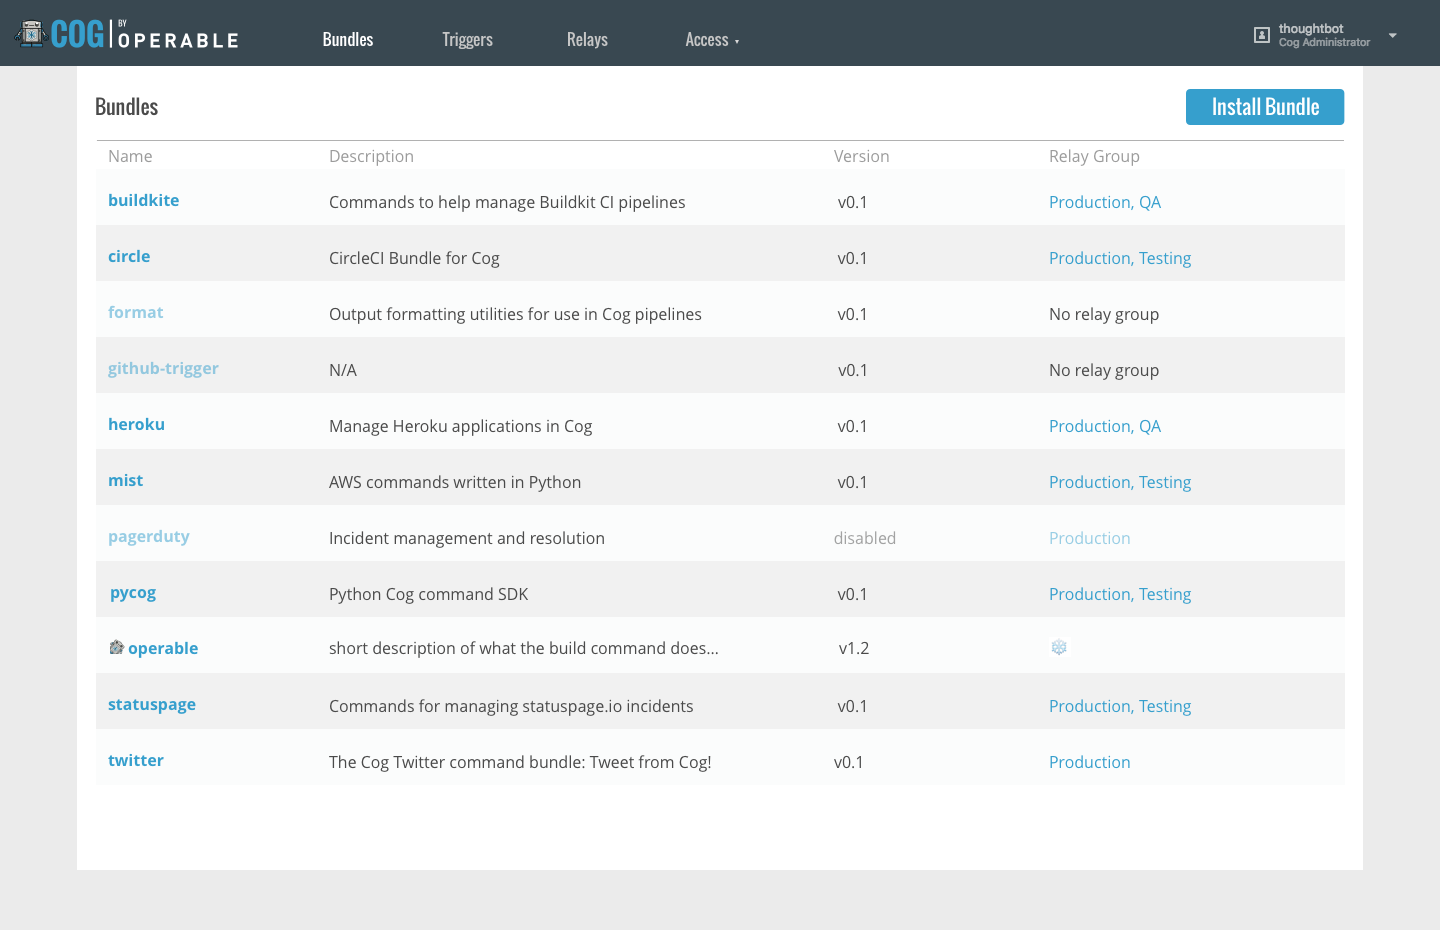 COG BY OPERABLE Bundles Triggers Relays Access thoughtbot
Cog Administrator
Bundles Install Bundle
Name Description Version Relay Group
buildkite Commands to help manage Buildkit CI pipelines v0.1 Production, QA
circle CircleCI Bundle for Cog v0.1 Production, Testing
format Output formatting utilities for use in Cog pipelines v0.1 No relay group
github-trigger N/A v0.1 No relay group
heroku Manage Heroku applications in Cog v0.1 Production, QA
mist AWS commands written in Python v0.1 Production, Testing
pagerduty Incident management and resolution disabled Production
pycog Python Cog command SDK v0.1 Production, Testing
operable short description of what the build command does... v1.2
statuspage Commands for managing statuspage.io incidents v0.1 Production, Testing
twitter The Cog Twitter command bundle: Tweet from Cog! v0.1 Production